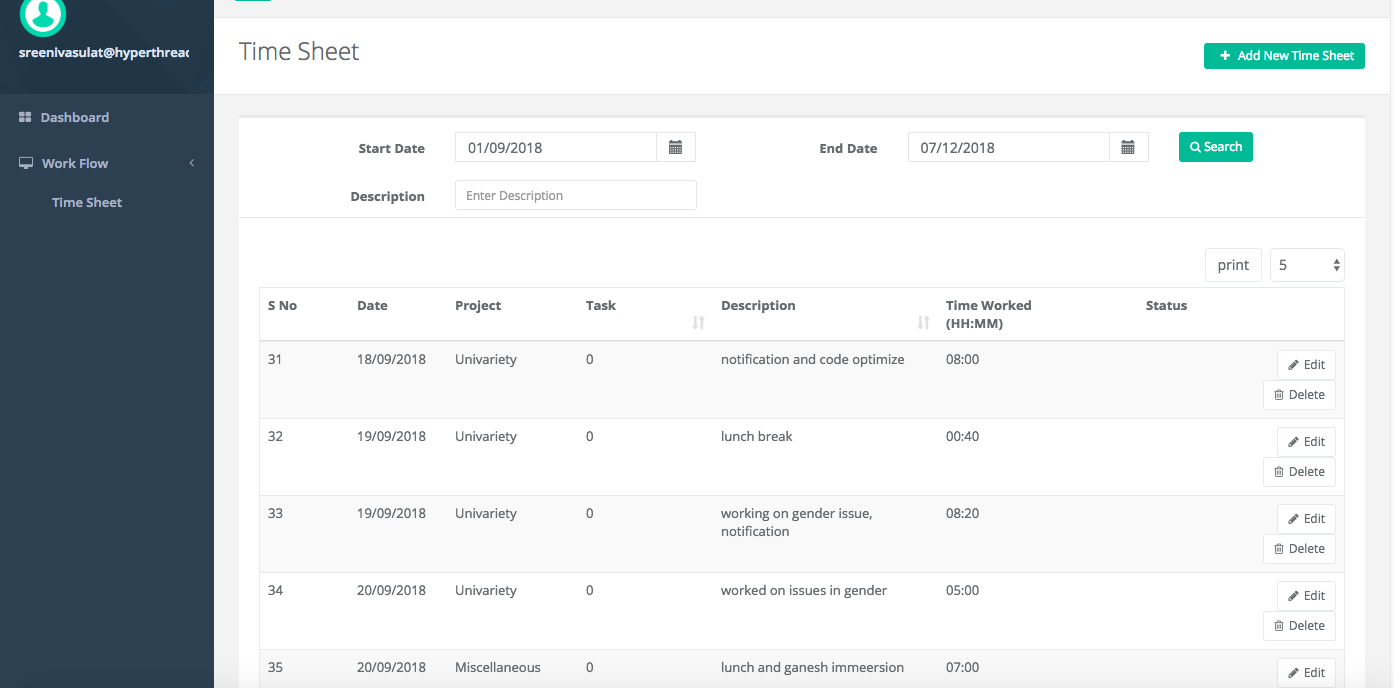 sreenivasulat@hyperthread
Time Sheet
+ Add New Time Sheet
Dashboard
Work Flow
Time Sheet
Start Date 01/09/2018 End Date 07/12/2018 Search
Description Enter Description
print 5
S No Date Project Task Description Time Worked (HH:MM) Status
31 18/09/2018 Univariety 0 notification and code optimize 08:00 Edit
Delete
32 19/09/2018 Univariety 0 lunch break 00:40 Edit
Delete
33 19/09/2018 Univariety 0 working on gender issue, notification 08:20 Edit
Delete
34 20/09/2018 Univariety 0 worked on issues in gender 05:00 Edit
Delete
35 20/09/2018 Miscellaneous 0 lunch and ganesh immeersion 07:00 Edit